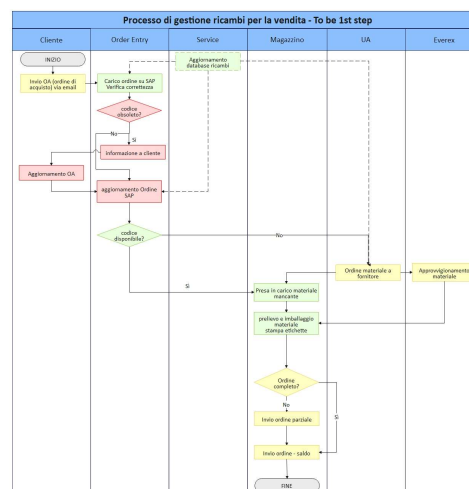 Processo di gestione ricambi per la vendita - To be 1st step
Cliente
Order Entry
Service
Magazzino
UA
Everex
INIZIO
Invio OA (ordine di
acquisto) via email
Carico ordine su SAP
Verifica correttezza
Aggiornamento
database ricambi
codice
obsoleto?
No
Sì
informazione a cliente
Aggiornamento OA
aggiornamento Ordine
SAP
codice
disponibile?
No
Ordine materiale a
fornitore
Approvvigionamento
materiale
Sì
Presa in carico materiale
mancante
prelievo e imballaggio
materiale
stampa etichette
Ordine
completo?
No
Sì
Invio ordine parziale
Invio ordine - saldo
FINE